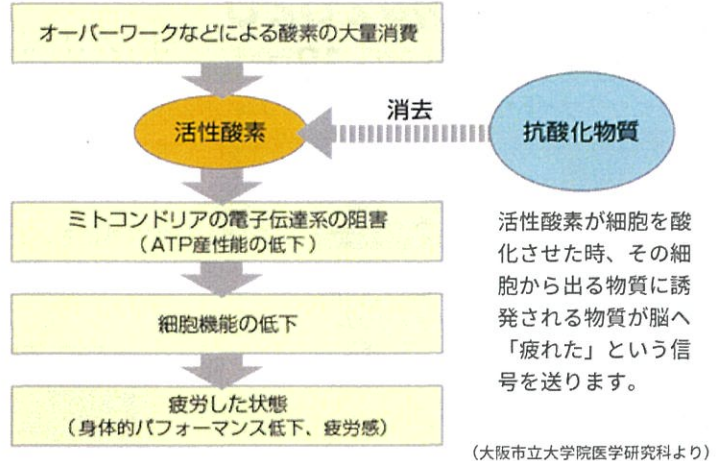 オーバーワークなどによる酸素の大量消費
活性酸素
消去
抗酸化物質
ミトコンドリアの電子伝達系の阻害
（ATP産性能の低下）
細胞機能の低下
疲労した状態
（身体的パフォーマンス低下、疲労感）
活性酸素が細胞を酸
化させた時、その細
胞から出る物質に誘
発される物質が脳へ
「疲れた」という信
号を送ります。
（大阪市立大学院医学研究科より）